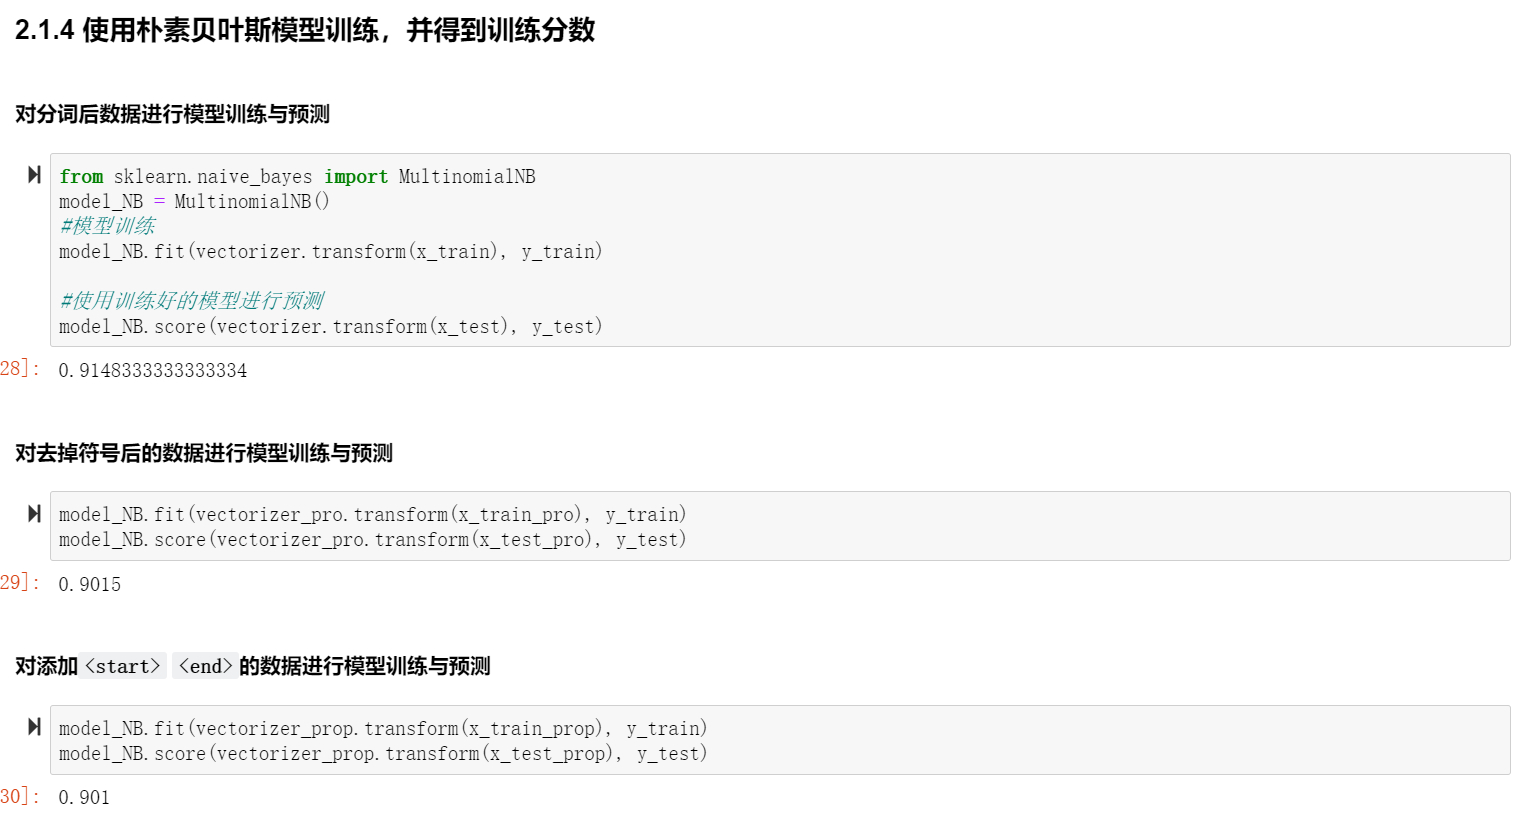 2.1.4 使用朴素贝叶斯模型训练，并得到训练分数
对分词后数据进行模型训练与预测
from sklearn.naive_bayes import MultinomialNB
model_NB = MultinomialNB()
#模型训练
model_NB.fit(vectorizer.transform(x_train), y_train)
#使用训练好的模型进行预测
model_NB.score(vectorizer.transform(x_test), y_test)
28]: 0.9148333333333334
对去掉符号后的数据进行模型训练与预测
model_NB.fit(vectorizer_pro.transform(x_train_pro), y_train)
model_NB.score(vectorizer_pro.transform(x_test_pro), y_test)
29]: 0.9015
对添加 <start> <end> 的数据进行模型训练与预测
model_NB.fit(vectorizer_prop.transform(x_train_prop), y_train)
model_NB.score(vectorizer_prop.transform(x_test_prop), y_test)
30]: 0.901